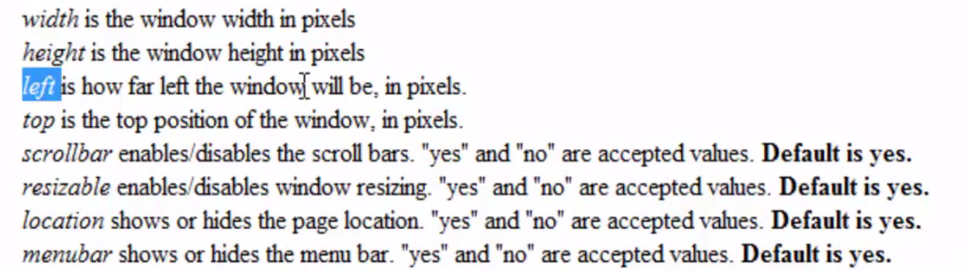 width is the window width in pixels
height is the window height in pixels
left is how far left the window will be, in pixels.
top is the top position of the window, in pixels.
scrollbar enables/disables the scroll bars. "yes" and "no" are accepted values. Default is yes.
resizable enables/disables window resizing. "yes" and "no" are accepted values. Default is yes.
location shows or hides the page location. "yes" and "no" are accepted values. Default is yes.
menubar shows or hides the menu bar. "yes" and "no" are accepted values. Default is yes.